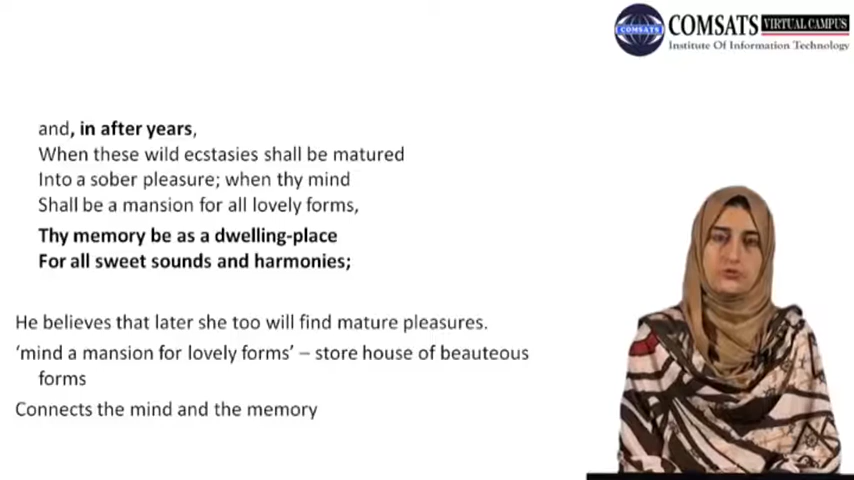 COMSATS VIRTUAL CAMPUS
Institute Of Information Technology
COMSATS
and, in after years,
When these wild ecstasies shall be matured
Into a sober pleasure; when thy mind
Shall be a mansion for all lovely forms,
Thy memory be as a dwelling-place
For all sweet sounds and harmonies;
He believes that later she too will find mature pleasures.
‘mind a mansion for lovely forms’ – store house of beauteous
forms
Connects the mind and the memory